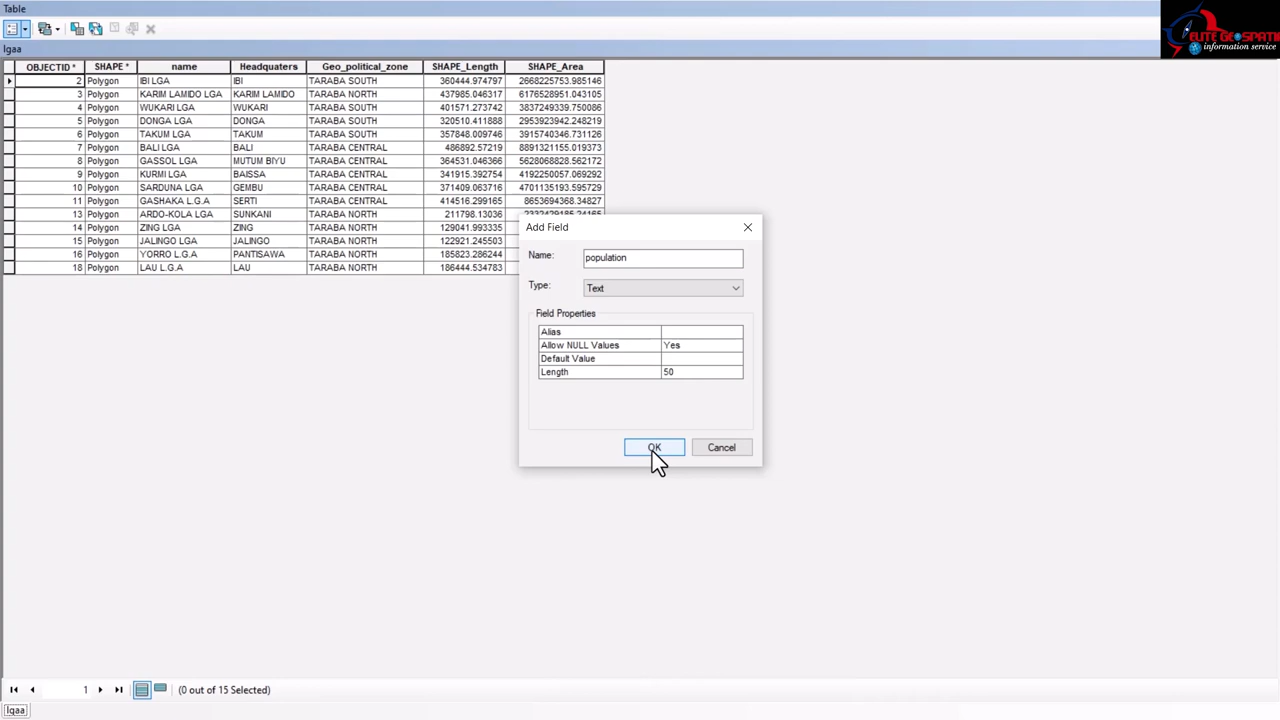 Table
ELITE GEOSPATI
information service
lgaa
OBJECTID * SHAPE * name Headquaters Geo_political_zone SHAPE_Length SHAPE_Area
2 Polygon IBI LGA IBI TARABA SOUTH 360444.974797 2668225753.985146
3 Polygon KARIM LAMIDO LGA KARIM LAMIDO TARABA NORTH 437985.046317 6176528951.043105
4 Polygon WUKARI LGA WUKARI TARABA SOUTH 401571.273742 3837249339.750086
5 Polygon DONGA LGA DONGA TARABA SOUTH 320510.411888 2953923942.248219
6 Polygon TAKUM LGA TAKUM TARABA SOUTH 357848.009746 3915740346.731126
7 Polygon BALI LGA BALI TARABA CENTRAL 486892.57219 8891321155.019373
8 Polygon GASSOL LGA MUTUM BIYU TARABA CENTRAL 364531.046366 5628068828.562172
9 Polygon KURMI LGA BAISSA TARABA CENTRAL 341915.392754 4192250057.069292
10 Polygon SARDUNA LGA GEMBU TARABA CENTRAL 371409.063716 4701135193.595729
11 Polygon GASHAKA L.G.A SERTI TARABA CENTRAL 414516.299165 8653694368.34827
13 Polygon ARDO-KOLA LGA SUNKANI TARABA NORTH 211798.13036
14 Polygon ZING LGA ZING TARABA NORTH 129041.993335
15 Polygon JALINGO LGA JALINGO TARABA NORTH 122921.245503
16 Polygon YORRO L.G.A PANTISAWA TARABA NORTH 185823.286244
18 Polygon LAU L.G.A LAU TARABA NORTH 186444.534783
Add Field
Name: population
Type: Text
Field Properties
Alias
Allow NULL Values Yes
Default Value
Length 50
OK Cancel
1 (0 out of 15 Selected)
lgaa